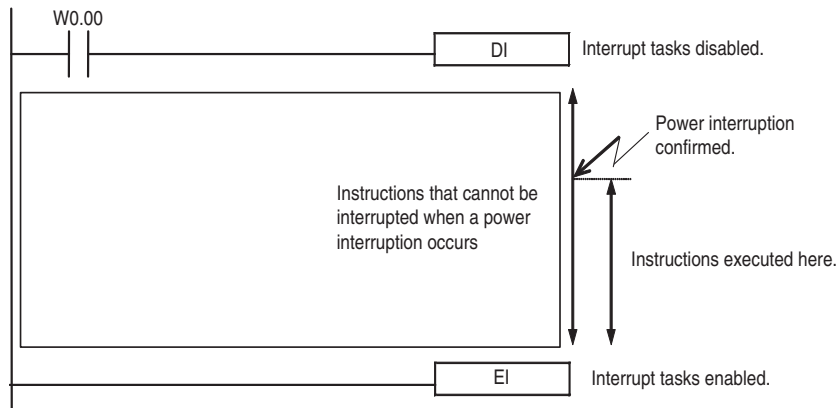 W0.00
DI
Interrupt tasks disabled.
Power interruption
confirmed.
Instructions that cannot be
interrupted when a power
interruption occurs
Instructions executed here.
EI
Interrupt tasks enabled.